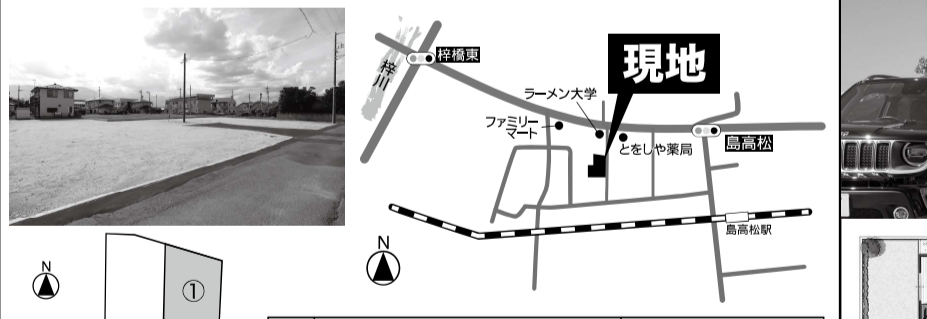 梓橋東
梓川
現地
ラーメン大学
ファミリー
マート
とをしや薬局
島高松
島高松駅
N
N
①